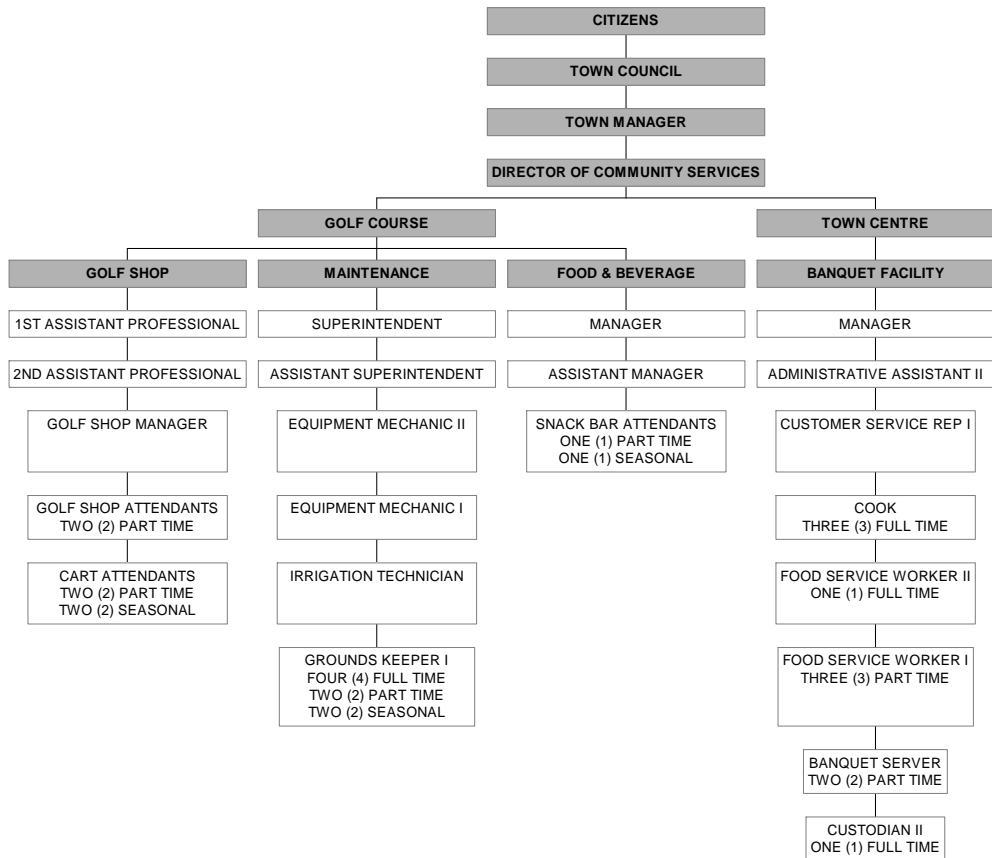 CITIZENS
TOWN COUNCIL
TOWN MANAGER
DIRECTOR OF COMMUNITY SERVICES
GOLF COURSE
TOWN CENTRE
GOLF SHOP
MAINTENANCE
FOOD & BEVERAGE
BANQUET FACILITY
1ST ASSISTANT PROFESSIONAL
SUPERINTENDENT
MANAGER
MANAGER
2ND ASSISTANT PROFESSIONAL
ASSISTANT SUPERINTENDENT
ASSISTANT MANAGER
ADMINISTRATIVE ASSISTANT II
GOLF SHOP MANAGER
EQUIPMENT MECHANIC II
SNACK BAR ATTENDANTS
ONE (1) PART TIME
ONE (1) SEASONAL
CUSTOMER SERVICE REP I
GOLF SHOP ATTENDANTS
TWO (2) PART TIME
EQUIPMENT MECHANIC I
COOK
THREE (3) FULL TIME
CART ATTENDANTS
TWO (2) PART TIME
TWO (2) SEASONAL
IRRIGATION TECHNICIAN
FOOD SERVICE WORKER II
ONE (1) FULL TIME
GROUNDS KEEPER I
FOUR (4) FULL TIME
TWO (2) PART TIME
TWO (2) SEASONAL
FOOD SERVICE WORKER I
THREE (3) PART TIME
BANQUET SERVER
TWO (2) PART TIME
CUSTODIAN II
ONE (1) FULL TIME